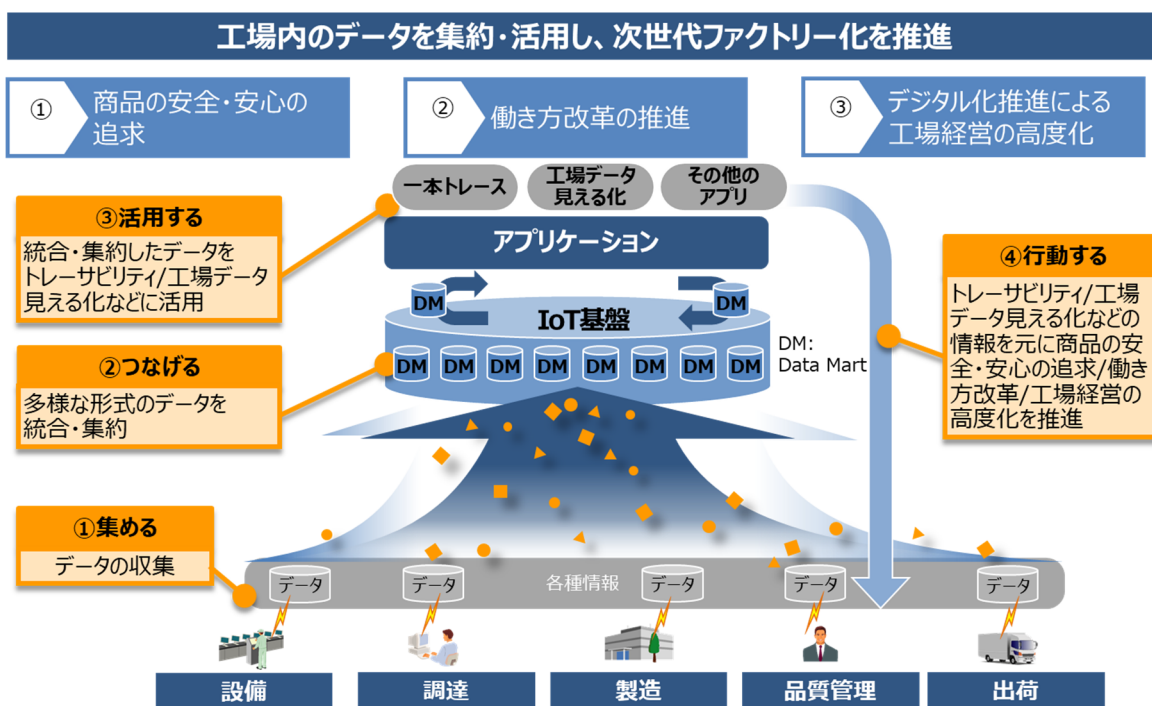 工場内のデータを集約・活用し、次世代ファクトリー化を推進
①
商品の安全・安心の
追求
②
働き方改革の推進
③
デジタル化推進による
工場経営の高度化
一本トレース
工場データ
見える化
その他の
アプリ
③活用する
統合・集約したデータを
トレーサビリティ/工場データ
見える化などに活用
アプリケーション
④行動する
トレーサビリティ/工場
データ見える化などの
情報を元に商品の安
全・安心の追求/働き
方改革/工場経営の
高度化を推進
DM
DM
IoT基盤
DM DM DM DM DM DM DM DM
DM:
Data Mart
②つなげる
多様な形式のデータを
統合・集約
①集める
データの収集
データ
データ
各種情報
データ
データ
データ
設備
調達
製造
品質管理
出荷